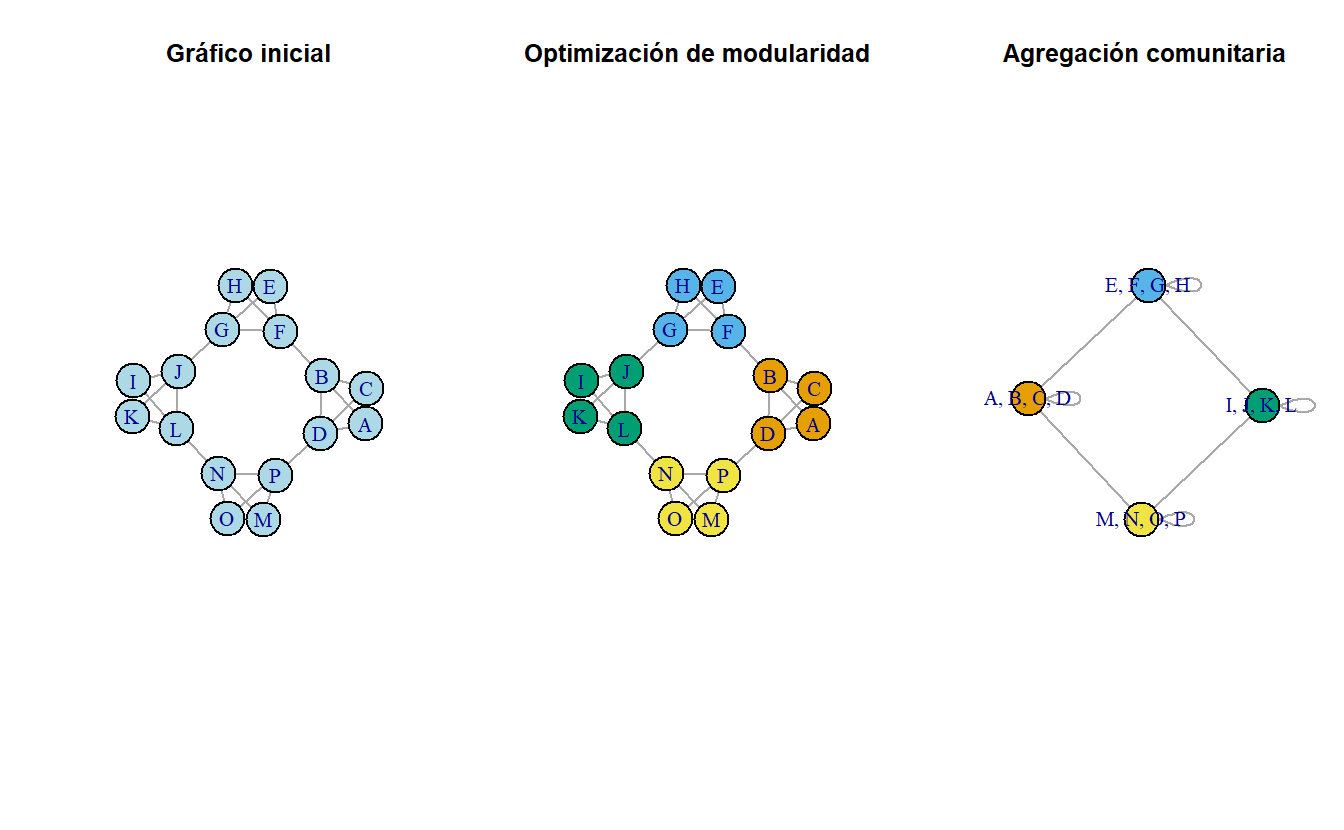 Gráfico inicial
Optimización de modularidad
Agregación comunitaria
H E
G F
I J
B C
K L
D A
N P
O M
H E
G F
I J
B C
K L
D A
N P
O M
E, F, G, H
A, B, C, D
I, J, K, L
M, N, O, P